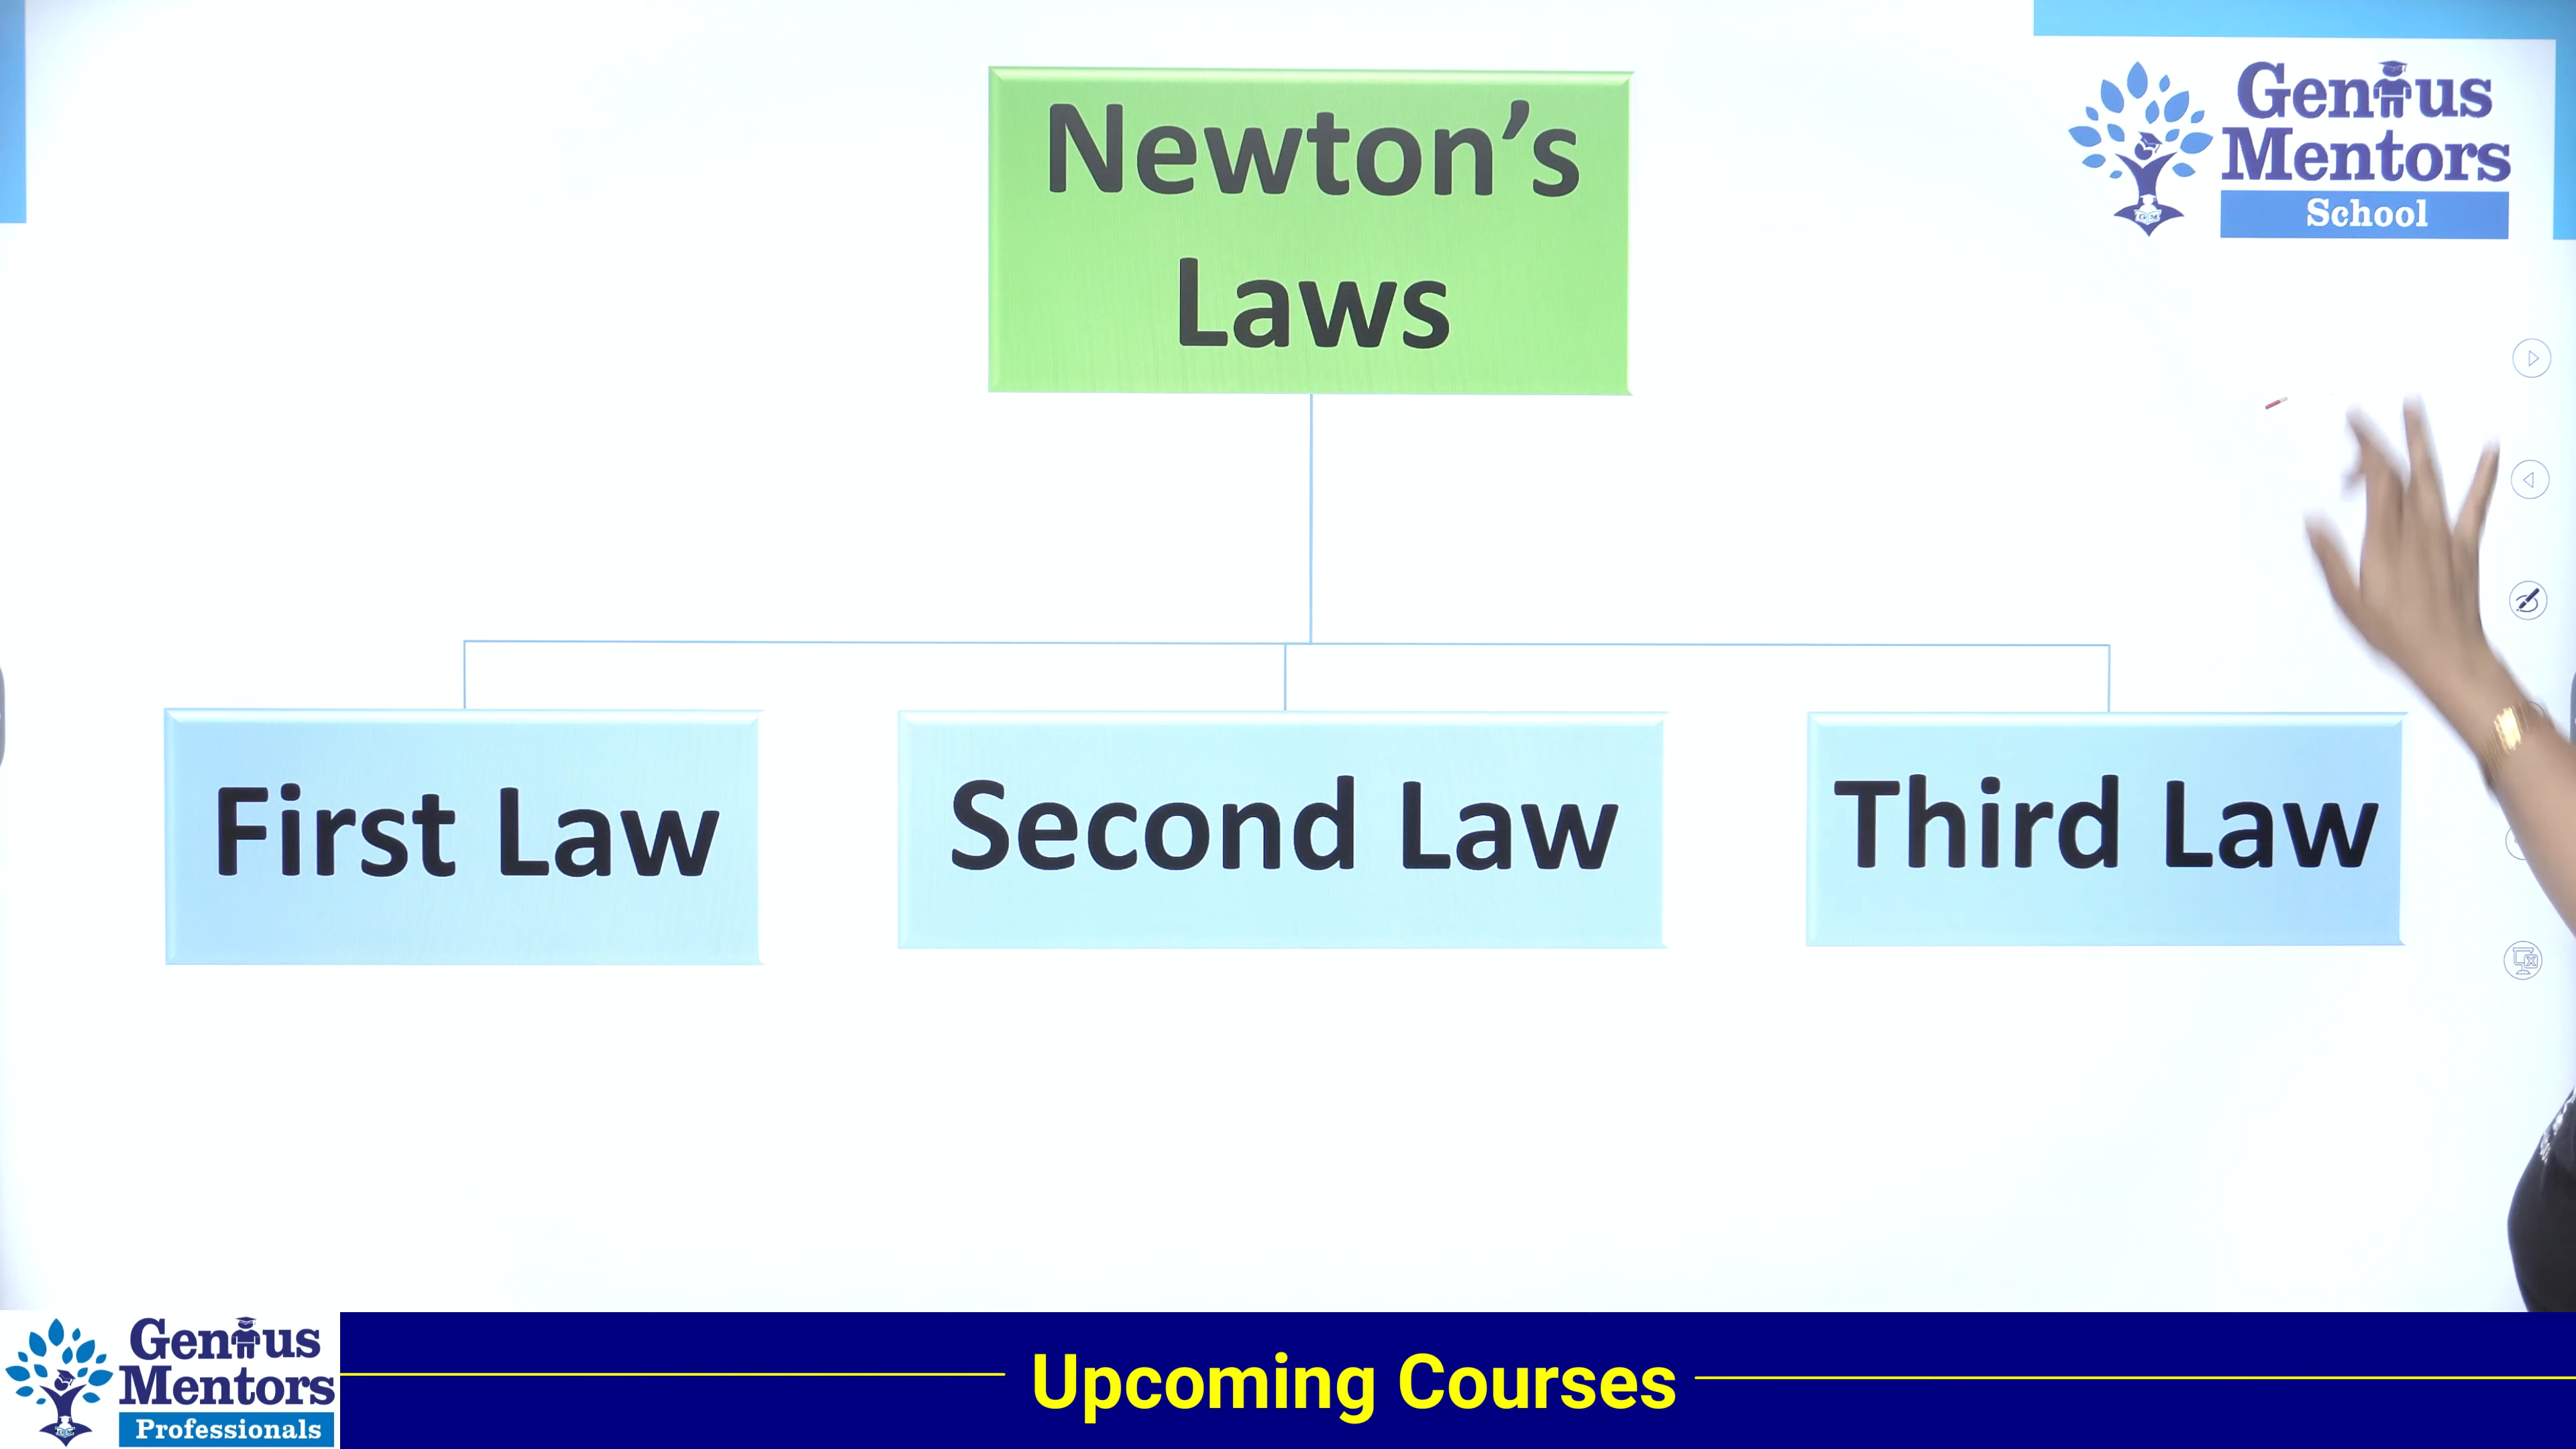 Newton’s
Laws
Genius
Mentors
School
First Law
Second Law
Third Law
Genius
Mentors
Professionals
Upcoming Courses